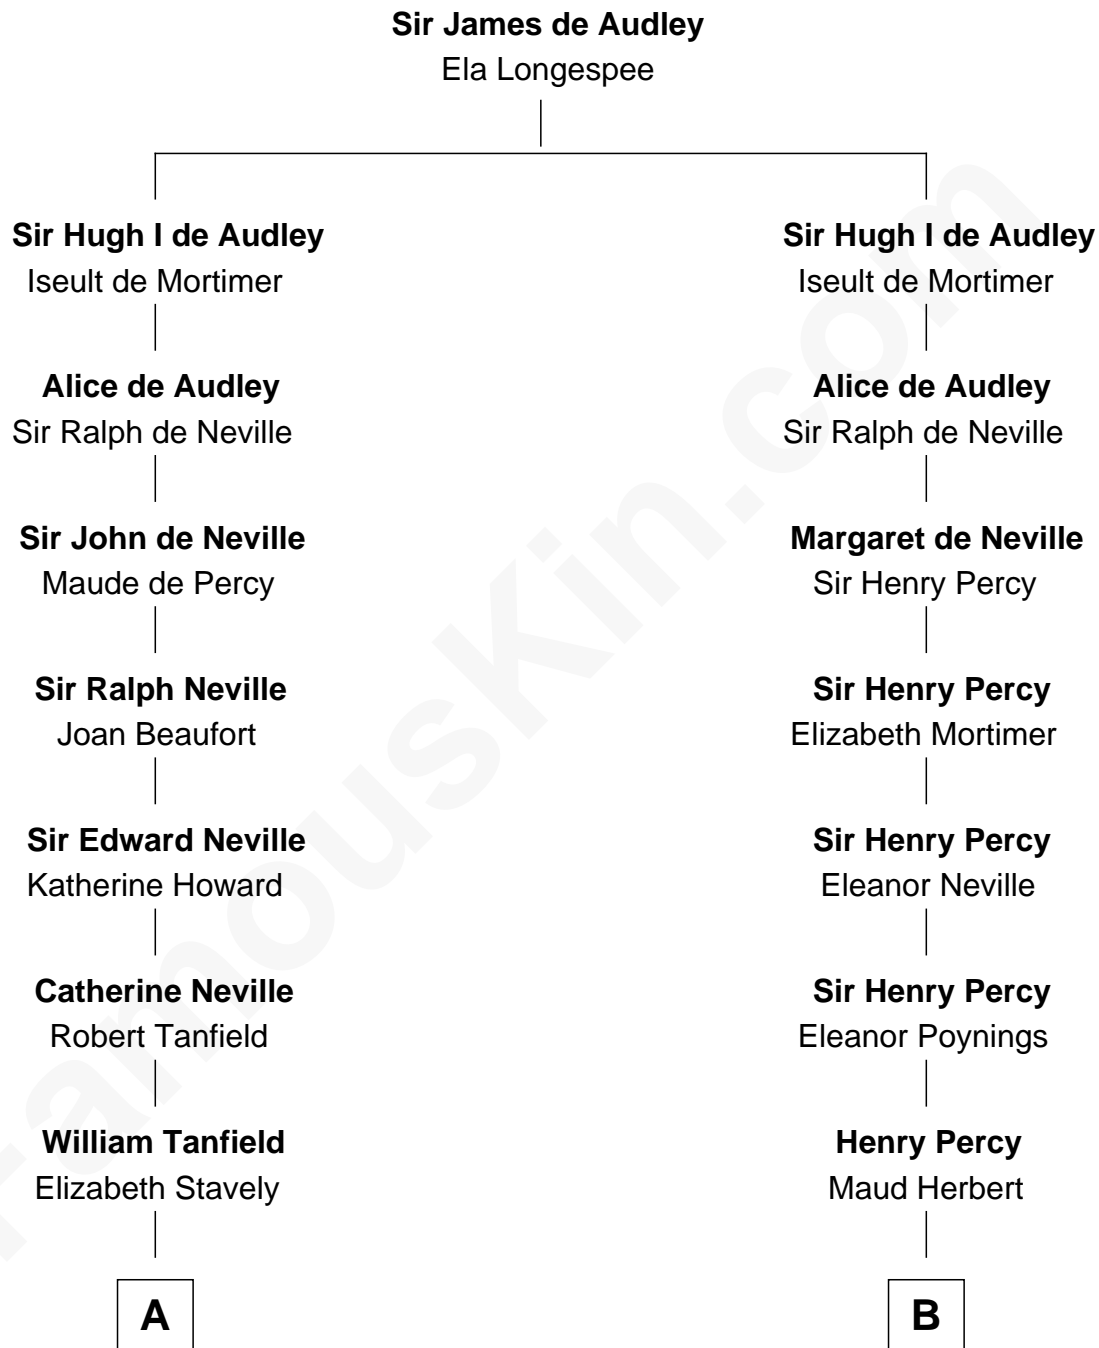 Sir James de Audley
Ela Longespee
Sir Hugh I de Audley
Iseult de Mortimer
Alice de Audley
Sir Ralph de Neville
Sir John de Neville
Maude de Percy
Sir Ralph Neville
Joan Beaufort
Sir Edward Neville
Katherine Howard
Catherine Neville
Robert Tanfield
William Tanfield
Elizabeth Stavely
A
Sir Hugh I de Audley
Iseult de Mortimer
Alice de Audley
Sir Ralph de Neville
Margaret de Neville
Sir Henry Percy
Sir Henry Percy
Elizabeth Mortimer
Sir Henry Percy
Eleanor Neville
Sir Henry Percy
Eleanor Poynings
Henry Percy
Maud Herbert
B
FamousKin.com